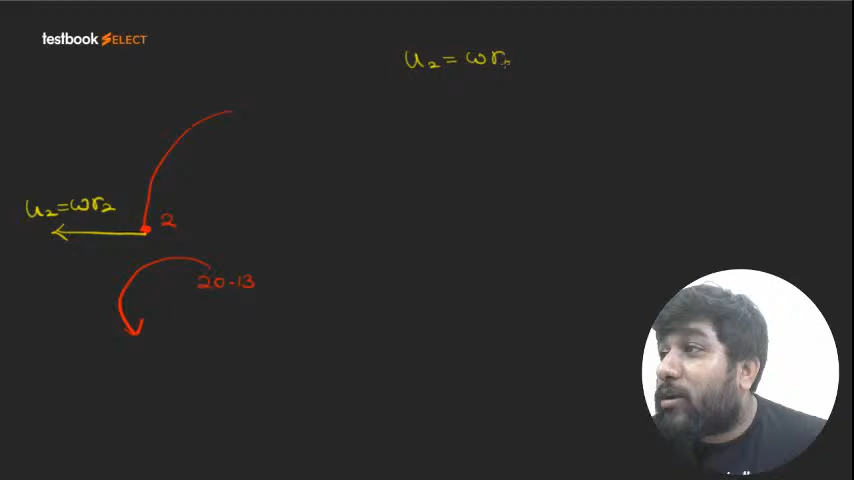 testbook SELECT
u₂ = ωr₂
u₂=ωr₂
2
20.13